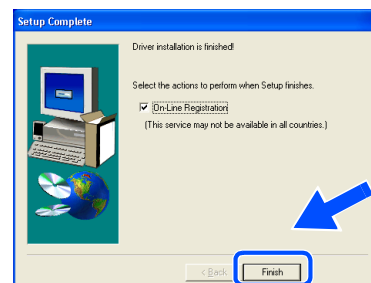 Setup Complete
Driver installation is finished!
Select the actions to perform when Setup finishes.
On-Line Registration
(This service may not be available in all countries.)
< Back
Finish